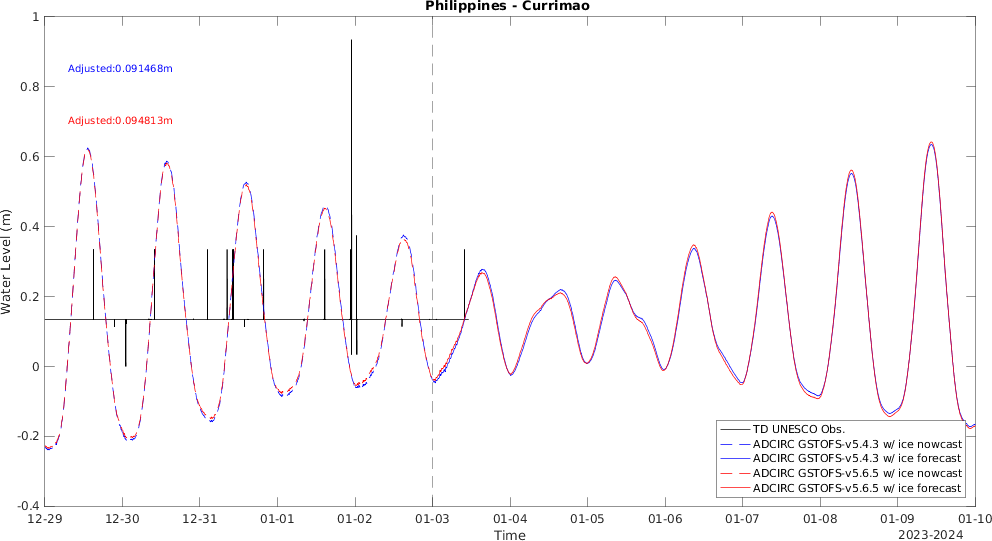 Philippines - Currimao
Adjusted:0.091468m
Adjusted:0.094813m
Water Level (m)
1
0.8
0.6
0.4
0.2
0
-0.2
-0.4
12-29 12-30 12-31 01-01 01-02 01-03 01-04 01-05 01-06 01-07 01-08 01-09 01-10
Time
2023-2024
TD UNESCO Obs.
ADCIRC GSTOFS-v5.4.3 w/ ice nowcast
ADCIRC GSTOFS-v5.4.3 w/ ice forecast
ADCIRC GSTOFS-v5.6.5 w/ ice nowcast
ADCIRC GSTOFS-v5.6.5 w/ ice forecast